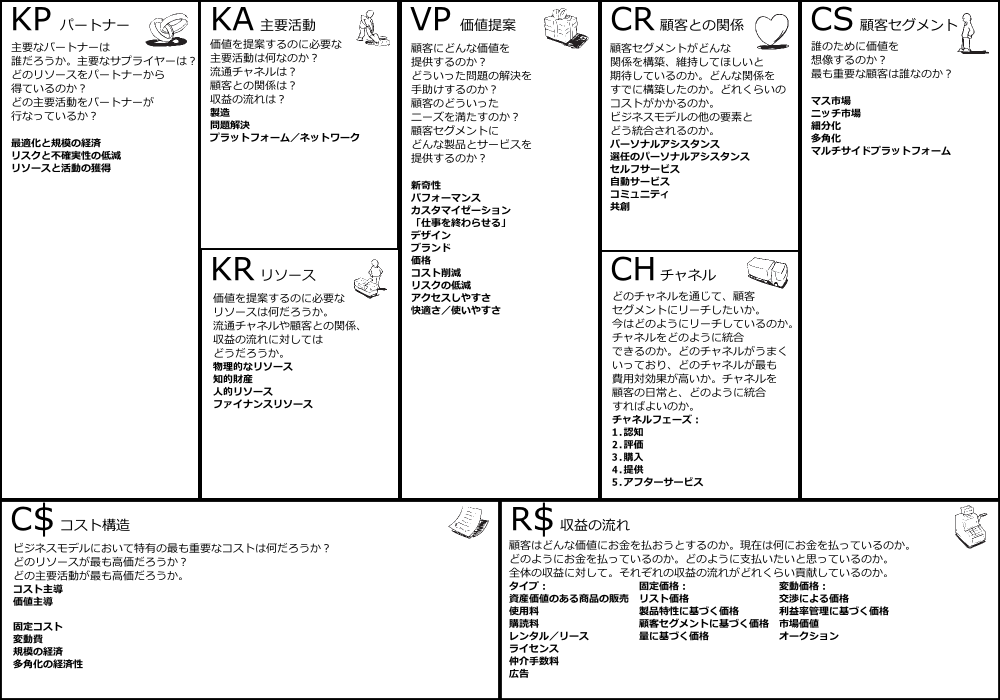 KP パートナー
主要なパートナーは
誰だろうか。主要なサプライヤーは？
どのリソースをパートナーから
得ているのか？
どの主要活動をパートナーが
行なっているか？
最適化と規模の経済
リスクと不確実性の低減
リソースと活動の獲得
KA 主要活動
価値を提案するのに必要な
主要活動は何なのか？
流通チャネルは？
顧客との関係は？
収益の流れは？
製造
問題解決
プラットフォーム／ネットワーク
KR リソース
価値を提案するのに必要な
リソースは何だろうか。
流通チャネルや顧客との関係、
収益の流れに対しては
どうだろうか。
物理的なリソース
知的財産
人的リソース
ファイナンスリソース
VP 価値提案
顧客にどんな価値を
提供するのか？
どういった問題の解決を
手助けするのか？
顧客のどういった
ニーズを満たすのか？
顧客セグメントに
どんな製品とサービスを
提供するのか？
新奇性
パフォーマンス
カスタマイゼーション
「仕事を終わらせる」
デザイン
ブランド
価格
コスト削減
リスクの低減
アクセスしやすさ
快適さ／使いやすさ
CR 顧客との関係
顧客セグメントがどんな
関係を構築、維持してほしいと
期待しているのか。どんな関係を
すでに構築したのか。どれくらいの
コストがかかるのか。
ビジネスモデルの他の要素と
どう統合されるのか。
パーソナルアシスタンス
選任のパーソナルアシスタンス
セルフサービス
自動サービス
コミュニティ
共創
CH チャネル
どのチャネルを通じて、顧客
セグメントにリーチしたいか。
今はどのようにリーチしているのか。
チャネルをどのように統合
できるのか。どのチャネルがうまく
いっており、どのチャネルが最も
費用対効果が高いか。チャネルを
顧客の日常と、どのように統合
すればよいのか。
チャネルフェーズ：
1.認知
2.評価
3.購入
4.提供
5.アフターサービス
CS 顧客セグメント
誰のために価値を
想像するのか？
最も重要な顧客は誰なのか？
マス市場
ニッチ市場
細分化
多角化
マルチサイドプラットフォーム
C$ コスト構造
ビジネスモデルにおいて特有の最も重要なコストは何だろうか？
どのリソースが最も高価だろうか？
どの主要活動が最も高価だろうか。
コスト主導
価値主導
固定コスト
変動費
規模の経済
多角化の経済性
R$ 収益の流れ
顧客はどんな価値にお金を払おうとするのか。現在は何にお金を払っているのか。
どのようにお金を払っているのか。どのように支払いたいと思っているのか。
全体の収益に対して。それぞれの収益の流れがどれくらい貢献しているのか。
タイプ： 固定価格： 変動価格：
資産価値のある商品の販売 リスト価格 交渉による価格
使用料 製品特性に基づく価格 利益率管理に基づく価格
購読料 顧客セグメントに基づく価格 市場価値
レンタル／リース 量に基づく価格 オークション
ライセンス
仲介手数料
広告